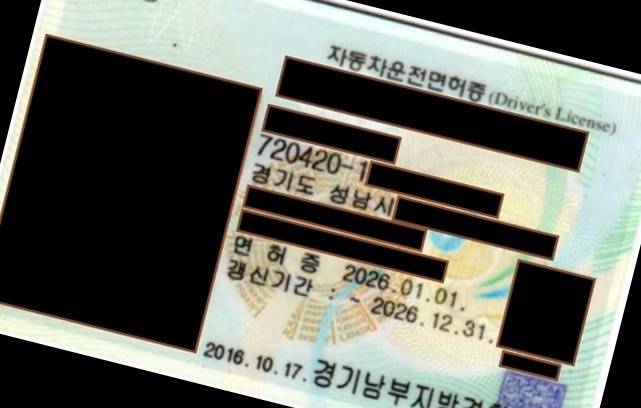 자동차운전면허증 (Driver's License)
720420-1
경기도 성남시
면 허 증 2026.01.01.
갱신기간 : ~ 2026.12.31.
2016.10.17. 경기남부지방경